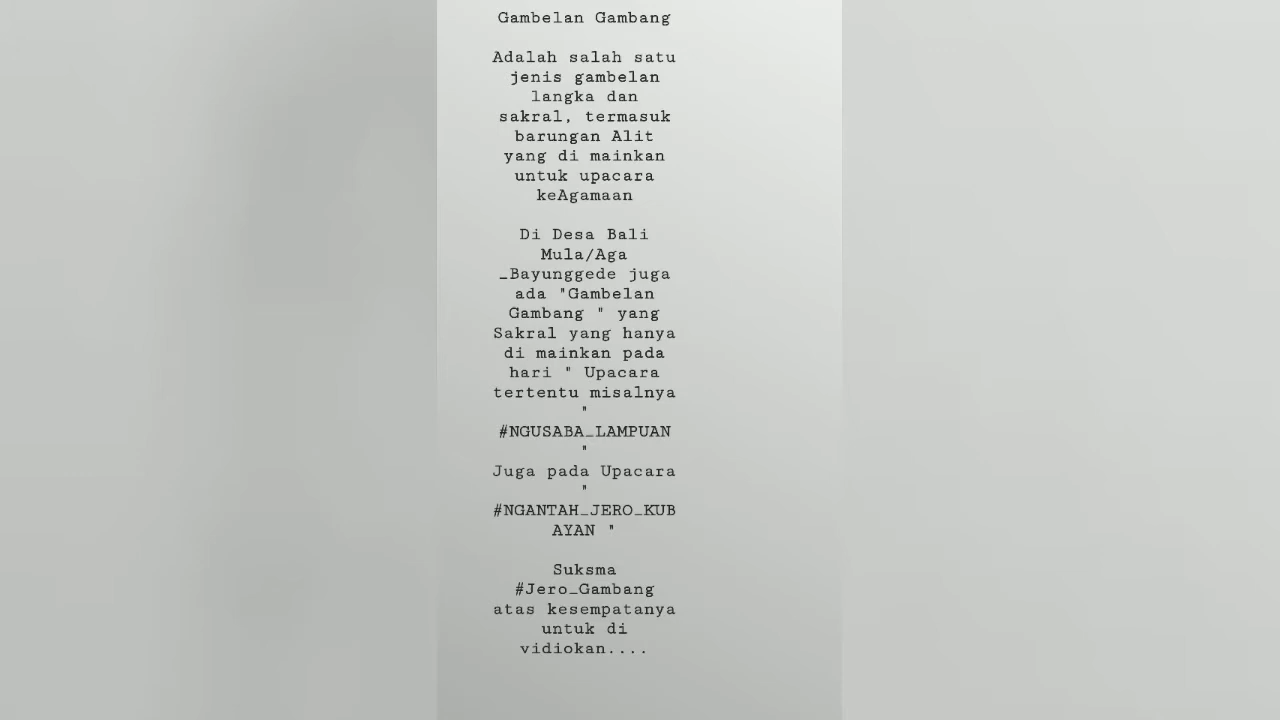 Gambelan Gambang
Adalah salah satu
jenis gambelan
langka dan
sakral, termasuk
barungan Alit
yang di mainkan
untuk upacara
keAgamaan
Di Desa Bali
Mula/Aga
_Bayunggede juga
ada "Gambelan
Gambang " yang
Sakral yang hanya
di mainkan pada
hari " Upacara
tertentu misalnya
"
#NGUSABA_LAMPUAN
"
Juga pada Upacara
"
#NGANTAH_JERO_KUB
AYAN "
Suksma
#Jero_Gambang
atas kesempatanya
untuk di
vidiokan....